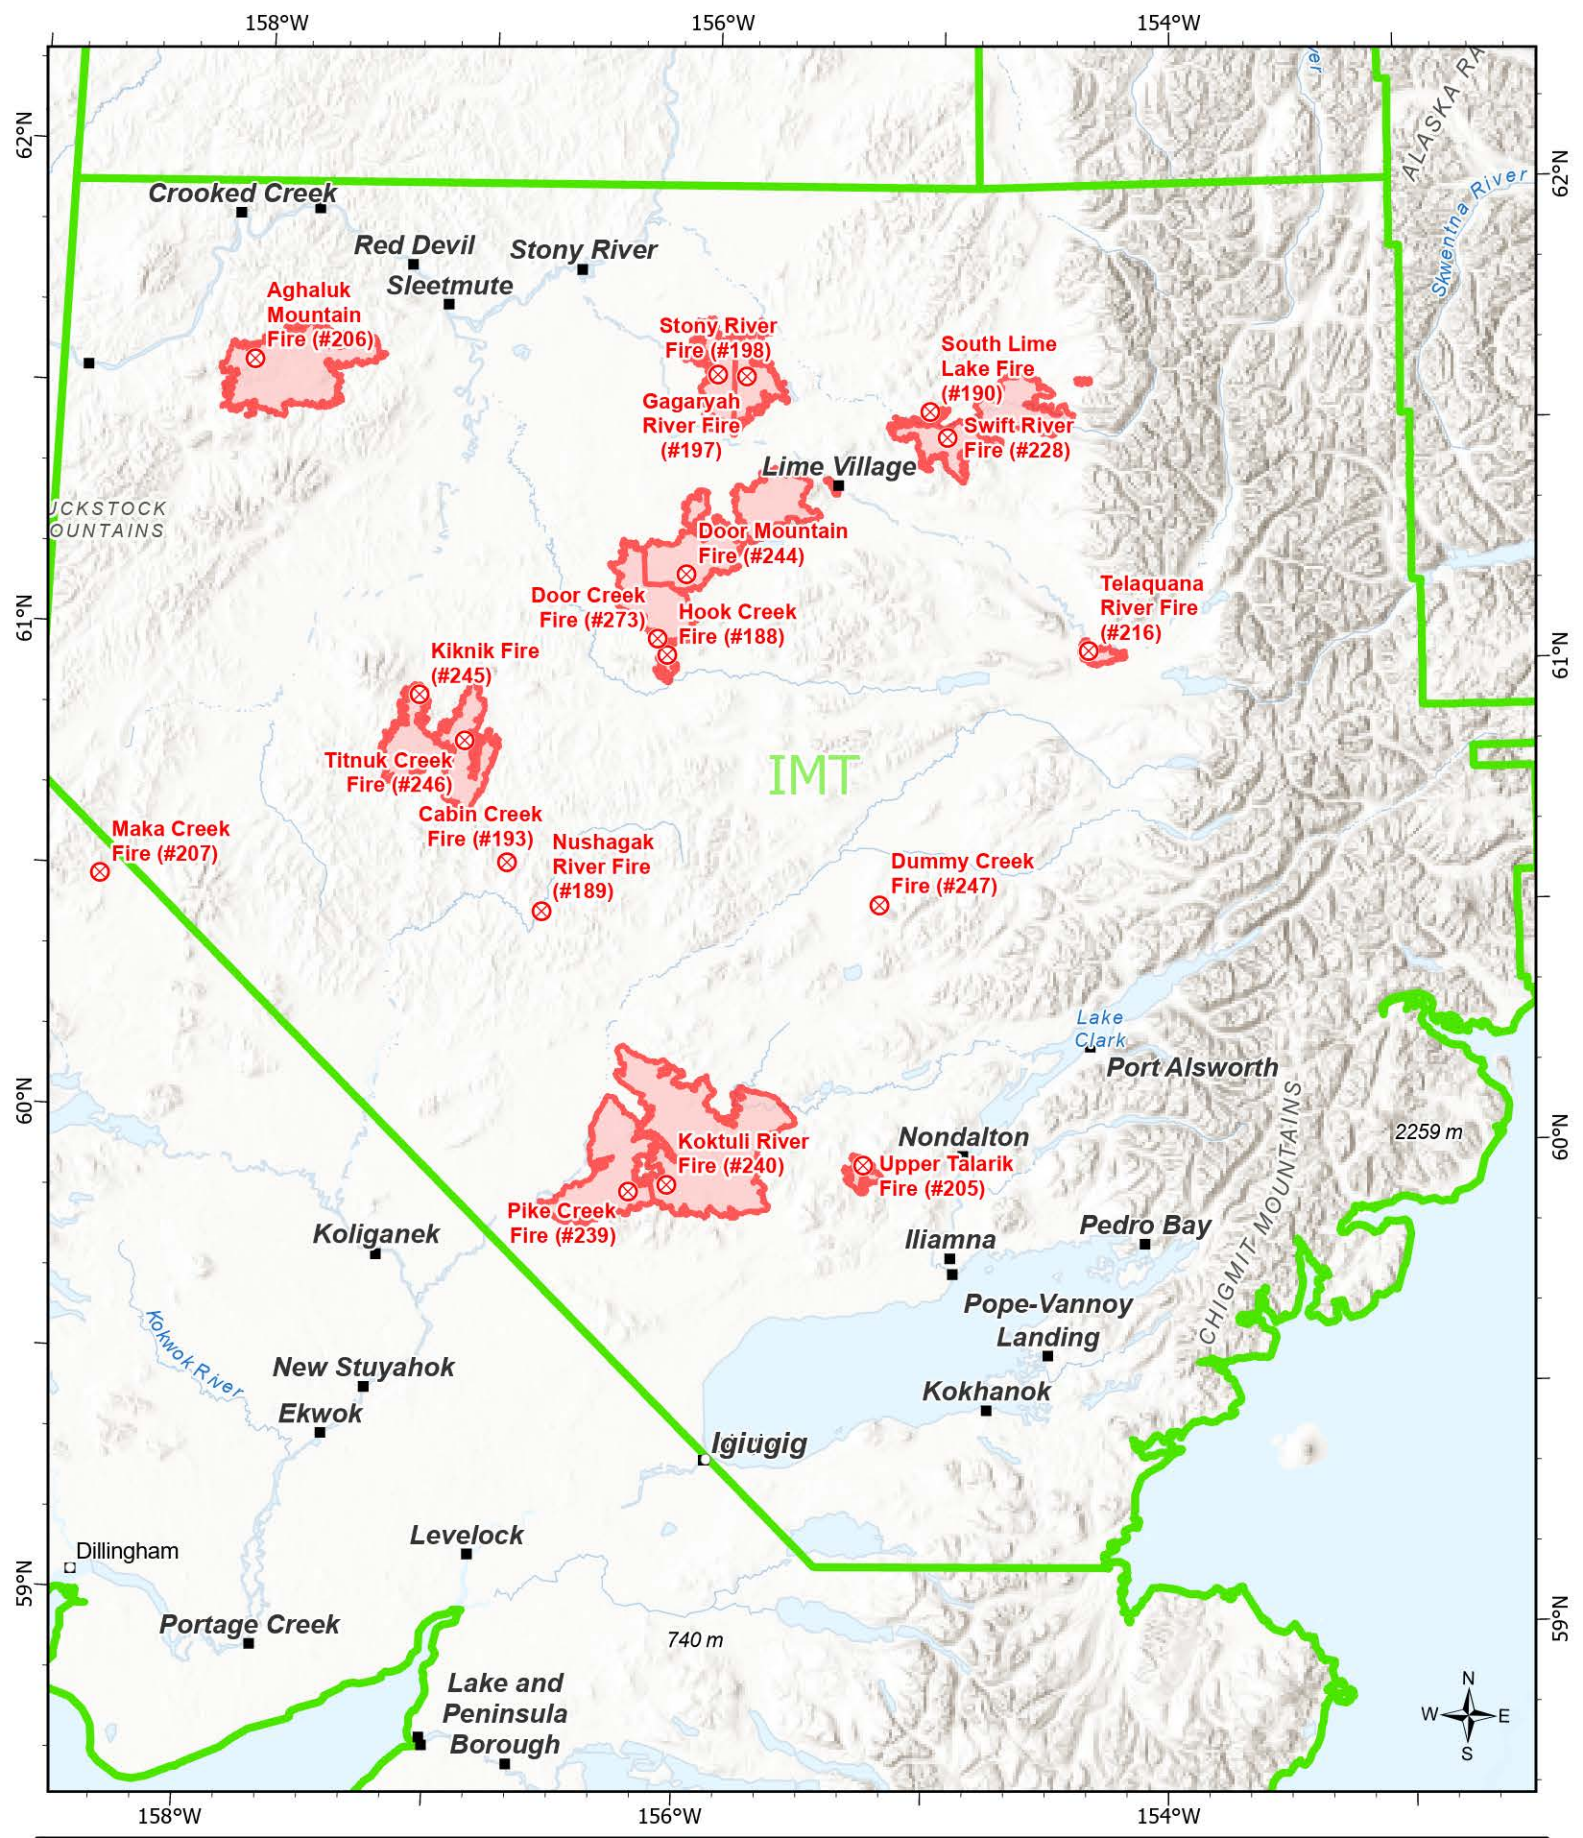 158°W
156°W
154°W
62°N
62°N
ALASKA RA
Skwentna River
Crooked Creek
Red Devil
Stony River
Sleetmute
Aghaluk
Mountain
Fire (#206)
Stony River
Fire (#198)
South Lime
Lake Fire
(#190)
Gagaryah
River Fire
(#197)
Swift River
Fire (#228)
Lime Village
UCKSTOCK
OUNTAINS
Door Mountain
Fire (#244)
Door Creek
Fire (#273)
Hook Creek
Fire (#188)
Telaquana
River Fire
(#216)
61°N
61°N
Kiknik Fire
(#245)
Titnuk Creek
Fire (#246)
IMT
Cabin Creek
Fire (#193)
Maka Creek
Fire (#207)
Nushagak
River Fire
(#189)
Dummy Creek
Fire (#247)
Lake
Clark
Port Alsworth
60°N
60°N
2259 m
Nondalton
Koktuli River
Fire (#240)
Upper Talarik
Fire (#205)
Pike Creek
Fire (#239)
CHIGMIT MOUNTAINS
Koliganek
Iliamna
Pedro Bay
Pope-Vannoy
Landing
Kokwok River
New Stuyahok
Ekwok
Kokhanok
Igiugig
Levelock
Dillingham
59°N
59°N
Portage Creek
740 m
Lake and
Peninsula
Borough
N
W
E
S
158°W
156°W
154°W